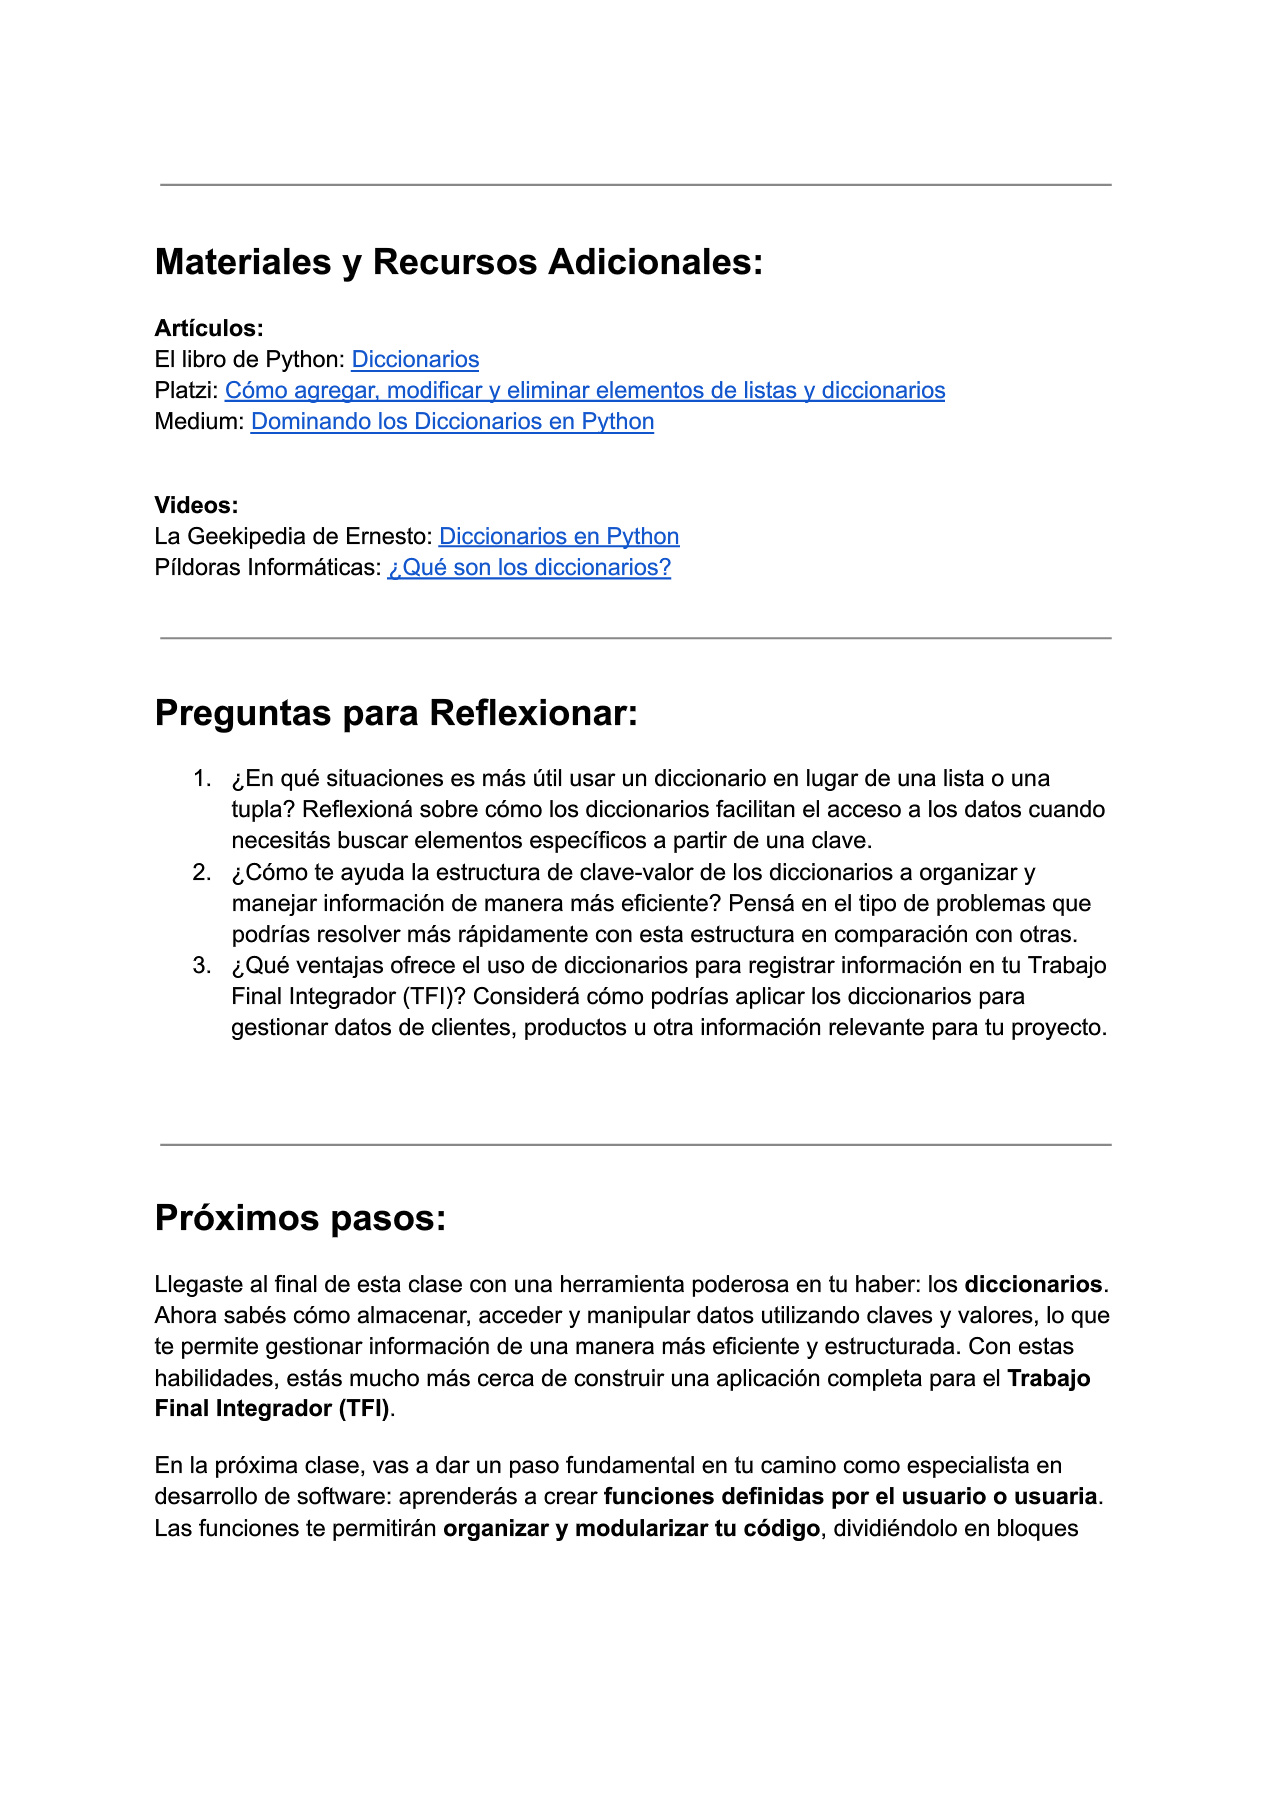 Materiales y Recursos Adicionales:
Artículos:
El libro de Python: Diccionarios
Platzi: Cómo agregar, modificar y eliminar elementos de listas y diccionarios
Medium: Dominando los Diccionarios en Python
Videos:
La Geekipedia de Ernesto: Diccionarios en Python
Píldoras Informáticas: ¿Qué son los diccionarios?
Preguntas para Reflexionar:
1. ¿En qué situaciones es más útil usar un diccionario en lugar de una lista o una
tupla? Reflexioná sobre cómo los diccionarios facilitan el acceso a los datos cuando
necesitás buscar elementos específicos a partir de una clave.
2. ¿Cómo te ayuda la estructura de clave-valor de los diccionarios a organizar y
manejar información de manera más eficiente? Pensá en el tipo de problemas que
podrías resolver más rápidamente con esta estructura en comparación con otras.
3. ¿Qué ventajas ofrece el uso de diccionarios para registrar información en tu Trabajo
Final Integrador (TFI)? Considerá cómo podrías aplicar los diccionarios para
gestionar datos de clientes, productos u otra información relevante para tu proyecto.
Próximos pasos:
Llegaste al final de esta clase con una herramienta poderosa en tu haber: los diccionarios.
Ahora sabés cómo almacenar, acceder y manipular datos utilizando claves y valores, lo que
te permite gestionar información de una manera más eficiente y estructurada. Con estas
habilidades, estás mucho más cerca de construir una aplicación completa para el Trabajo
Final Integrador (TFI).
En la próxima clase, vas a dar un paso fundamental en tu camino como especialista en
desarrollo de software: aprenderás a crear funciones definidas por el usuario o usuaria.
Las funciones te permitirán organizar y modularizar tu código, dividiéndolo en bloques